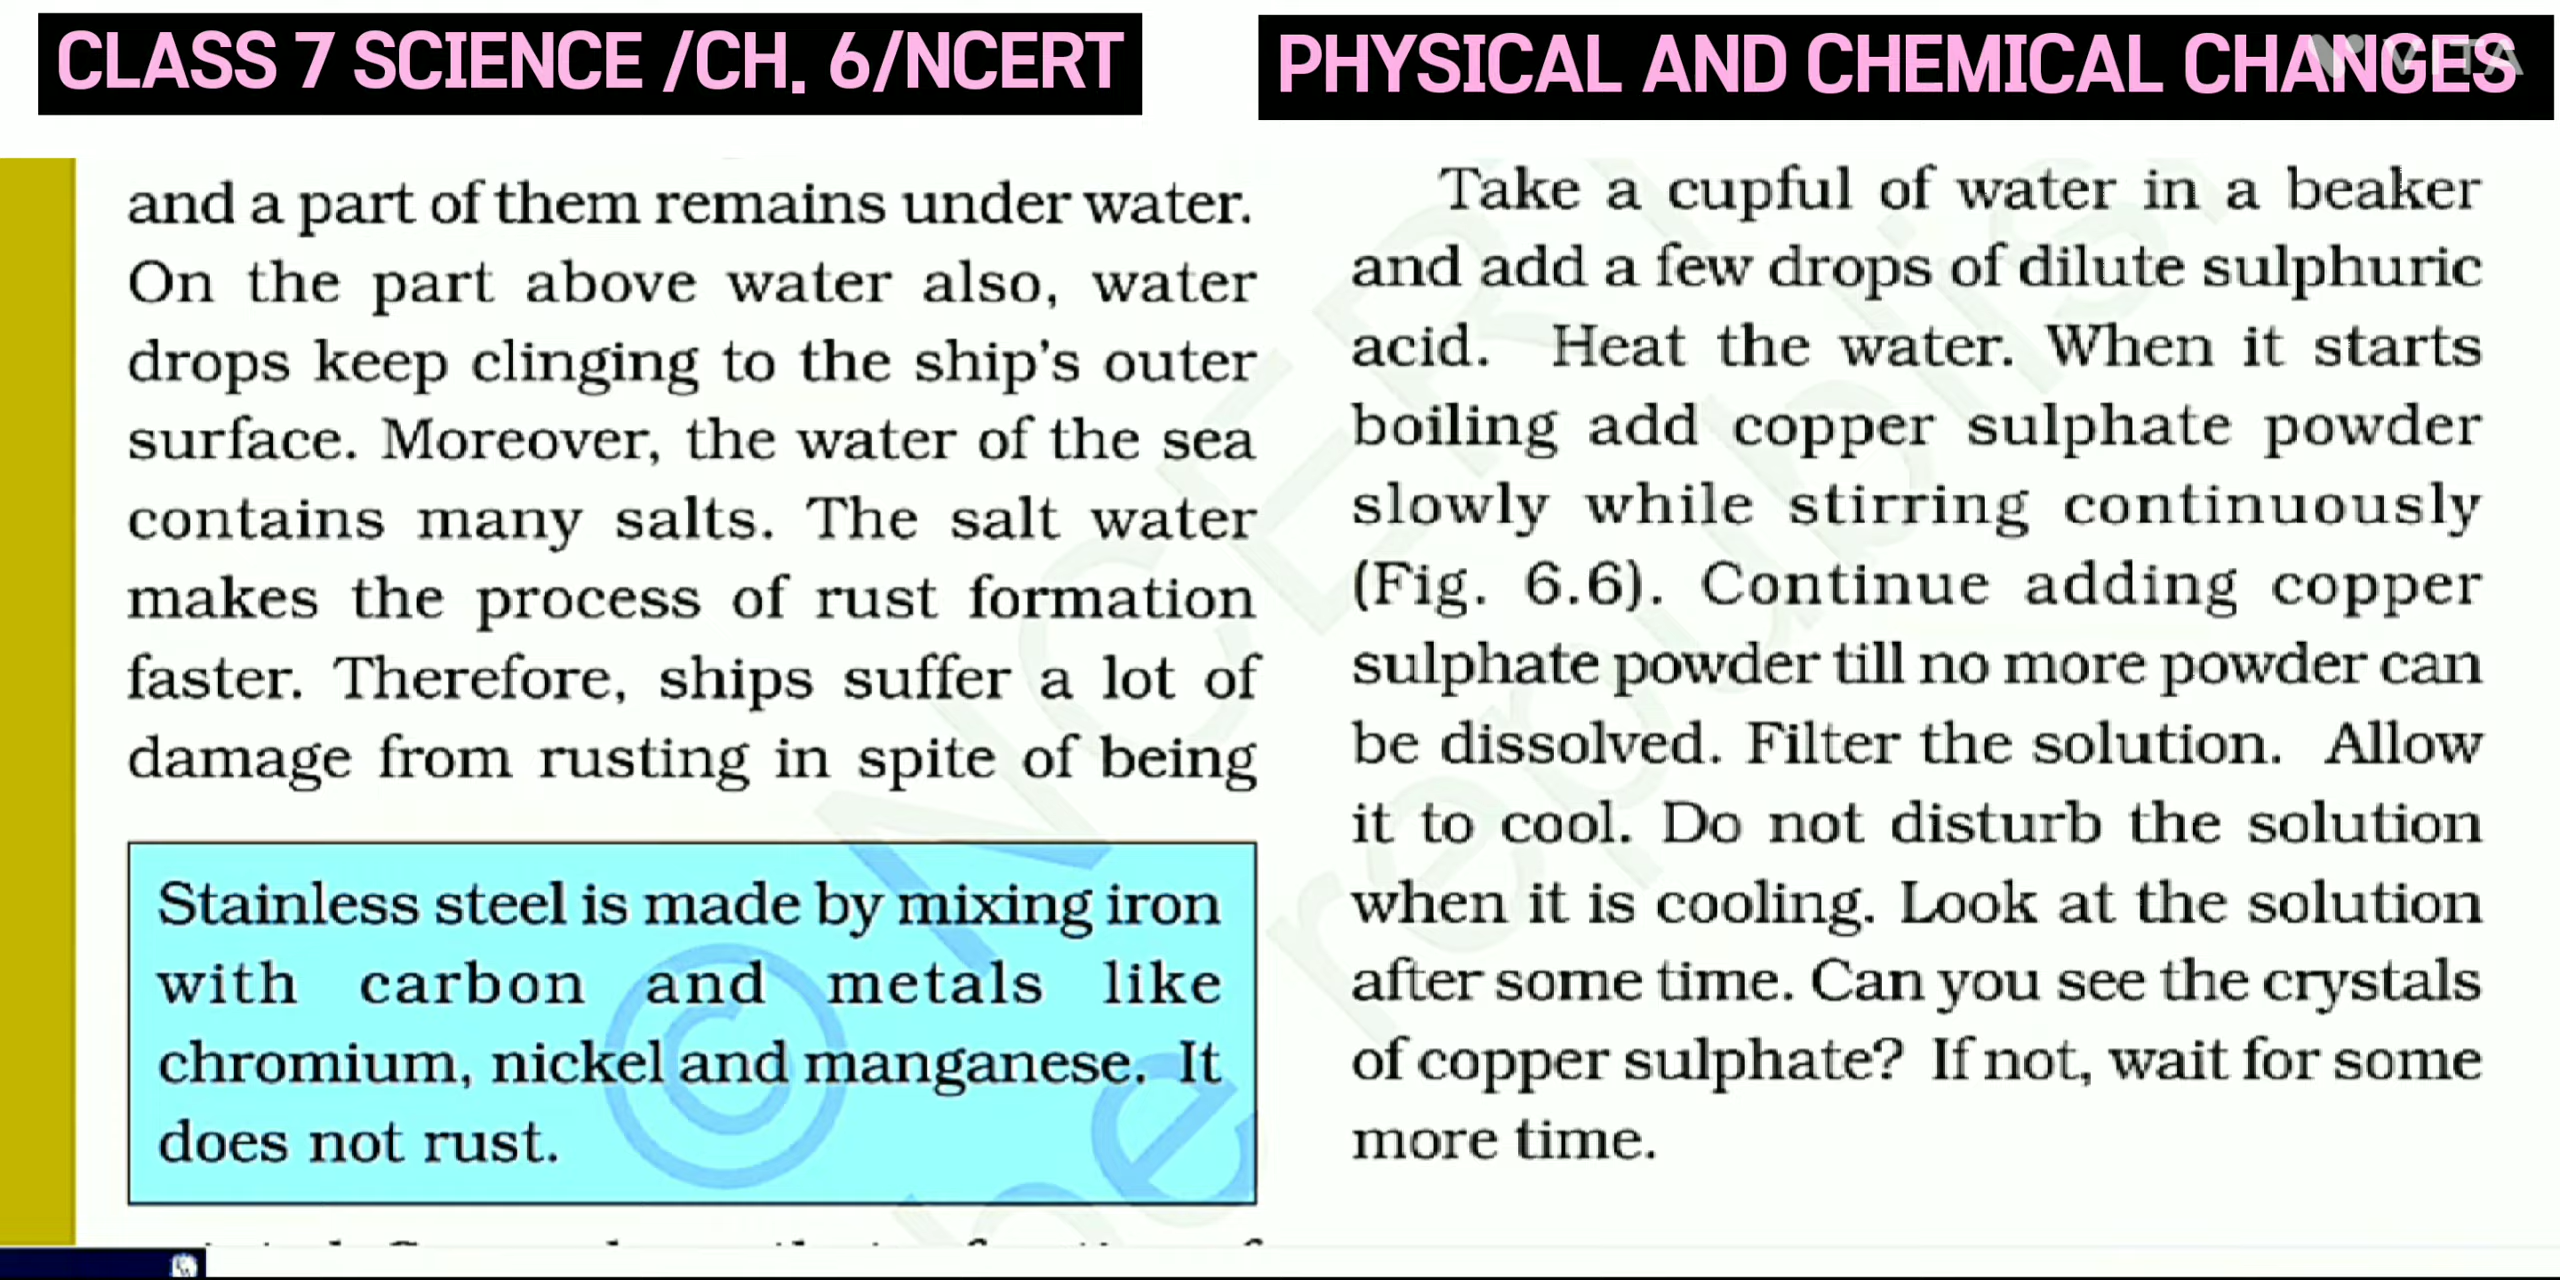 CLASS 7 SCIENCE /CH. 6/NCERT
PHYSICAL AND CHEMICAL CHANGES
VITA
and a part of them remains under water.
On the part above water also, water
drops keep clinging to the ship's outer
surface. Moreover, the water of the sea
contains many salts. The salt water
makes the process of rust formation
faster. Therefore, ships suffer a lot of
damage from rusting in spite of being
Stainless steel is made by mixing iron
with carbon and metals like
chromium, nickel and manganese. It
does not rust.
Take a cupful of water in a beaker
and add a few drops of dilute sulphuric
acid. Heat the water. When it starts
boiling add copper sulphate powder
slowly while stirring continuously
(Fig. 6.6). Continue adding copper
sulphate powder till no more powder can
be dissolved. Filter the solution. Allow
it to cool. Do not disturb the solution
when it is cooling. Look at the solution
after some time. Can you see the crystals
of copper sulphate? If not, wait for some
more time.
© NCERT
be republis